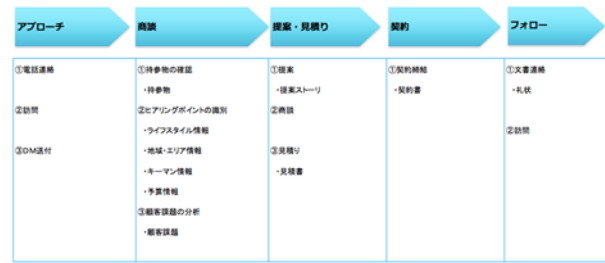 アプローチ
商談
提案・見積り
契約
フォロー
①電話連絡
②訪問
③DM送付
①持参物の確認
・持参物
②ヒアリングポイントの識別
・ライフスタイル情報
・地域・エリア情報
・キーマン情報
・予算情報
③顧客課題の分析
・顧客課題
①提案
・提案ストーリ
②商談
③見積り
・見積書
①契約締結
・契約書
①文書連絡
・礼状
②訪問